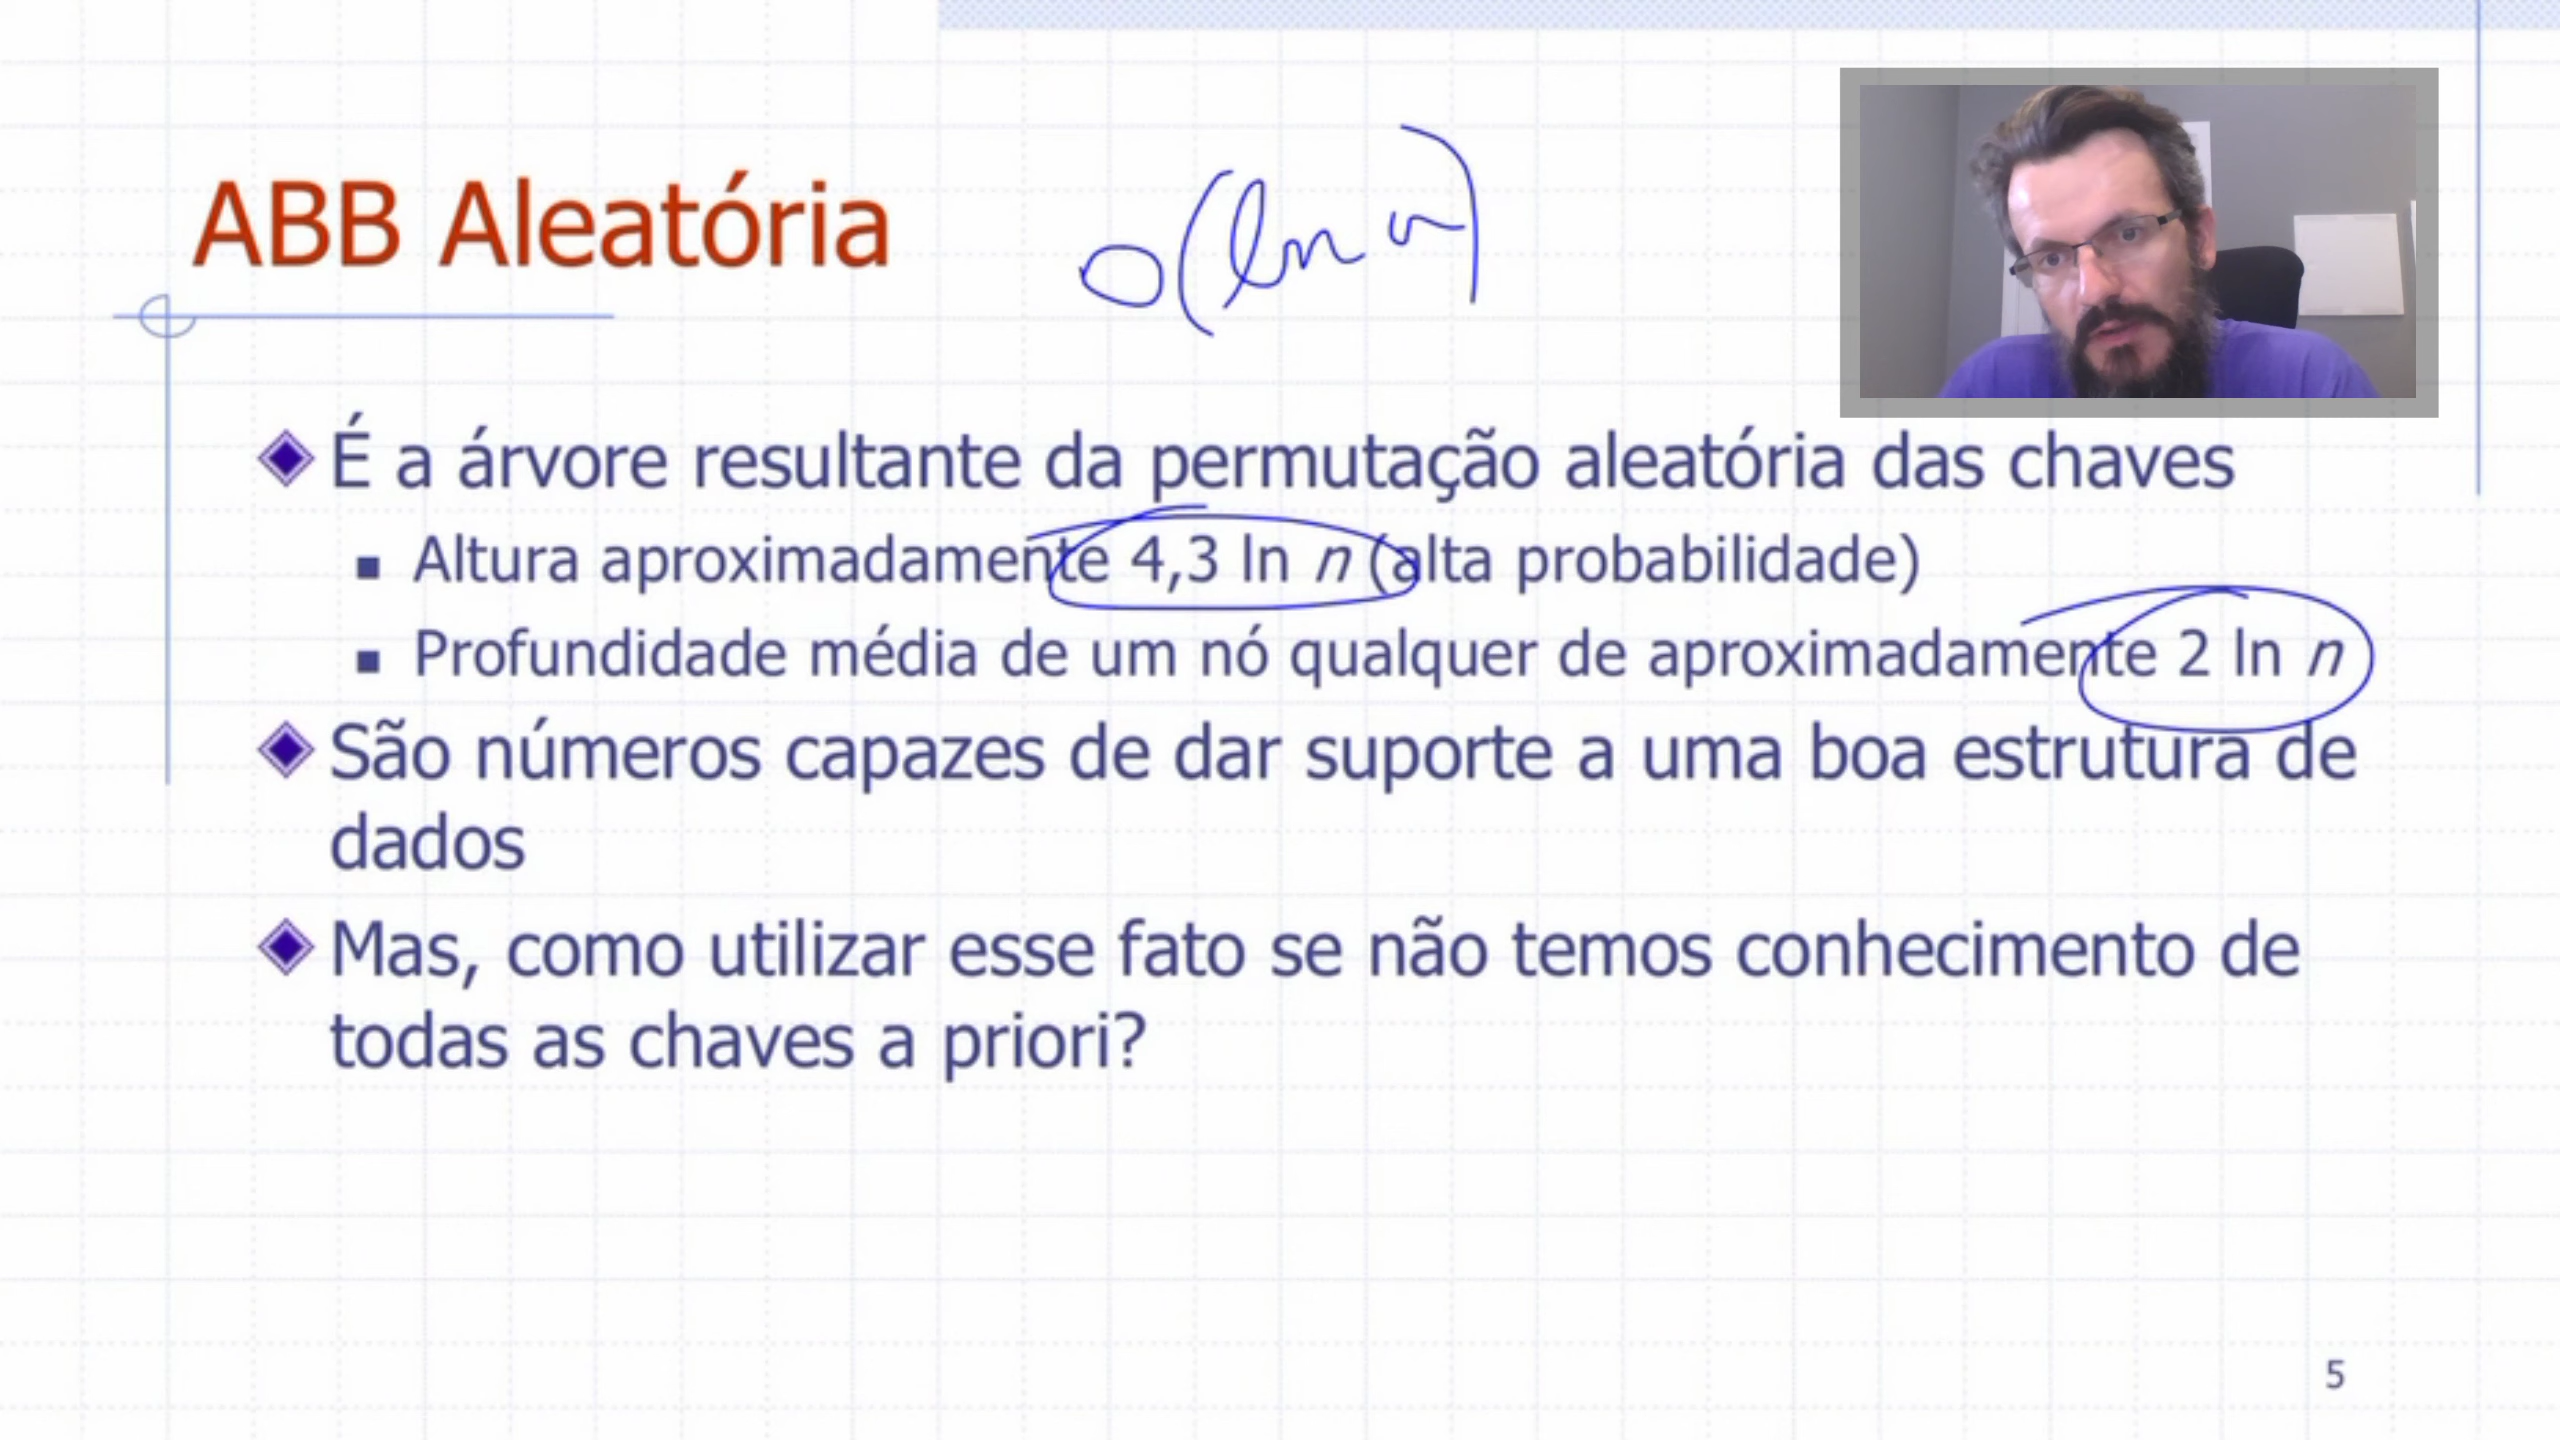 ABB Aleatória
O(ln n)
É a árvore resultante da permutação aleatória das chaves
Altura aproximadamente 4,3 ln n (alta probabilidade)
Profundidade média de um nó qualquer de aproximadamente 2 ln n
São números capazes de dar suporte a uma boa estrutura de
dados
Mas, como utilizar esse fato se não temos conhecimento de
todas as chaves a priori?
5